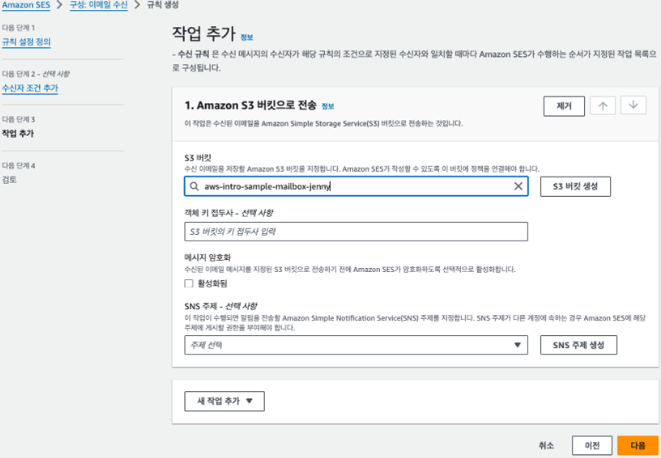 Amazon SES > 구성: 이메일 수신 > 규칙 생성
다음 단계 1
규칙 설정 정의
다음 단계 2 - 선택 사항
수신자 조건 추가
다음 단계 3
작업 추가
다음 단계 4
검토
작업 추가 정보
- 수신 규칙 은 수신 메시지의 수신자가 해당 규칙의 조건으로 지정된 수신자와 일치할 때마다 Amazon SES가 수행하는 순서가 지정된 작업 목록으
로 구성됩니다.
1. Amazon S3 버킷으로 전송 정보
제거
이 작업은 수신된 이메일을 Amazon Simple Storage Service(S3) 버킷으로 전송하는 것입니다.
S3 버킷
수신 이메일을 저장할 Amazon S3 버킷을 지정합니다. Amazon SES가 작성할 수 있도록 이 버킷에 정책을 연결해야 합니다.
aws-intro-sample-mailbox-jenny
S3 버킷 생성
객체 키 접두사 - 선택 사항
S3 버킷의 키 접두사 입력
메시지 암호화
수신된 이메일 메시지를 지정된 S3 버킷으로 전송하기 전에 Amazon SES가 암호화하도록 선택적으로 활성화합니다.
활성화됨
SNS 주제 - 선택 사항
이 작업이 수행되면 알림을 전송할 Amazon Simple Notification Service(SNS) 주제를 지정합니다. SNS 주제가 다른 계정에 속하는 경우 Amazon SES에 해당
주제에 게시할 권한을 부여해야 합니다.
주제 선택
SNS 주제 생성
새 작업 추가
취소
이전
다음